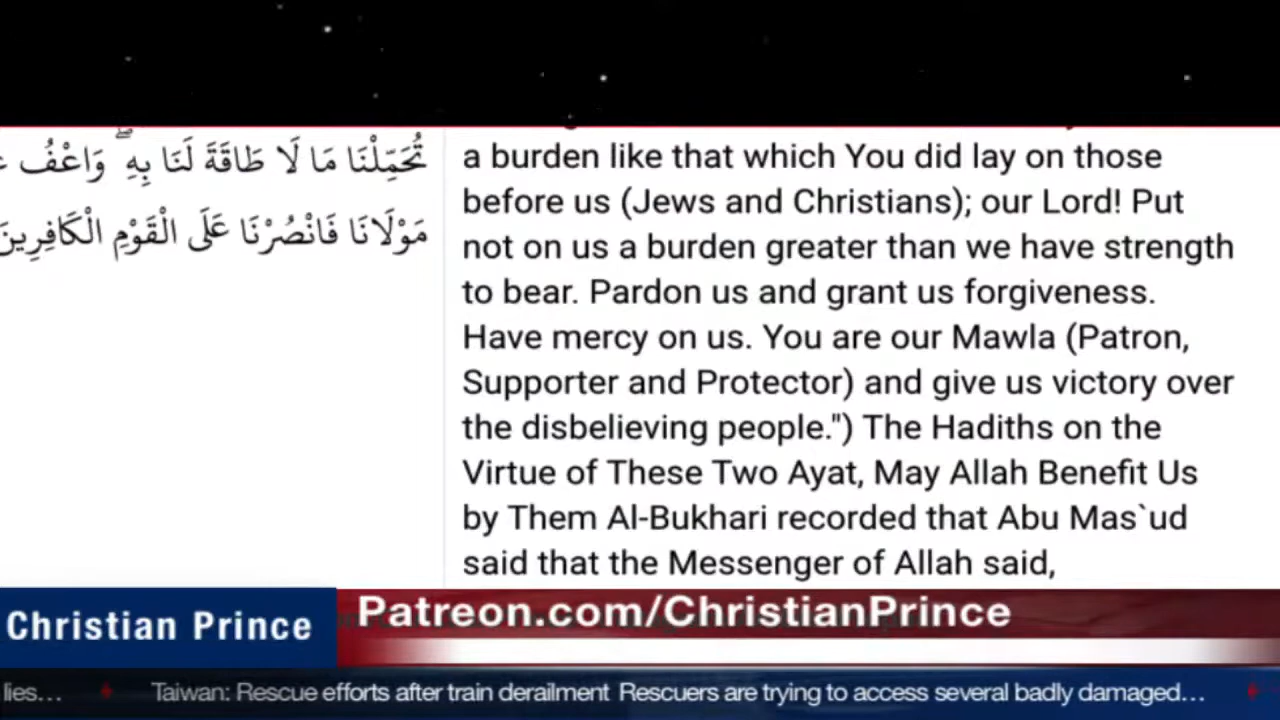 تُحَمِّلْنَا مَا لَا طَاقَةَ لَنَا بِهِ ۖ وَاعْفُ
مَوْلَانَا فَانْصُرْنَا عَلَى الْقَوْمِ الْكَافِرِينَ
a burden like that which You did lay on those
before us (Jews and Christians); our Lord! Put
not on us a burden greater than we have strength
to bear. Pardon us and grant us forgiveness.
Have mercy on us. You are our Mawla (Patron,
Supporter and Protector) and give us victory over
the disbelieving people.") The Hadiths on the
Virtue of These Two Ayat, May Allah Benefit Us
by Them Al-Bukhari recorded that Abu Mas`ud
said that the Messenger of Allah said,
Christian Prince
Patreon.com/ChristianPrince
lies... Taiwan: Rescue efforts after train derailment Rescuers are trying to access several badly damaged...